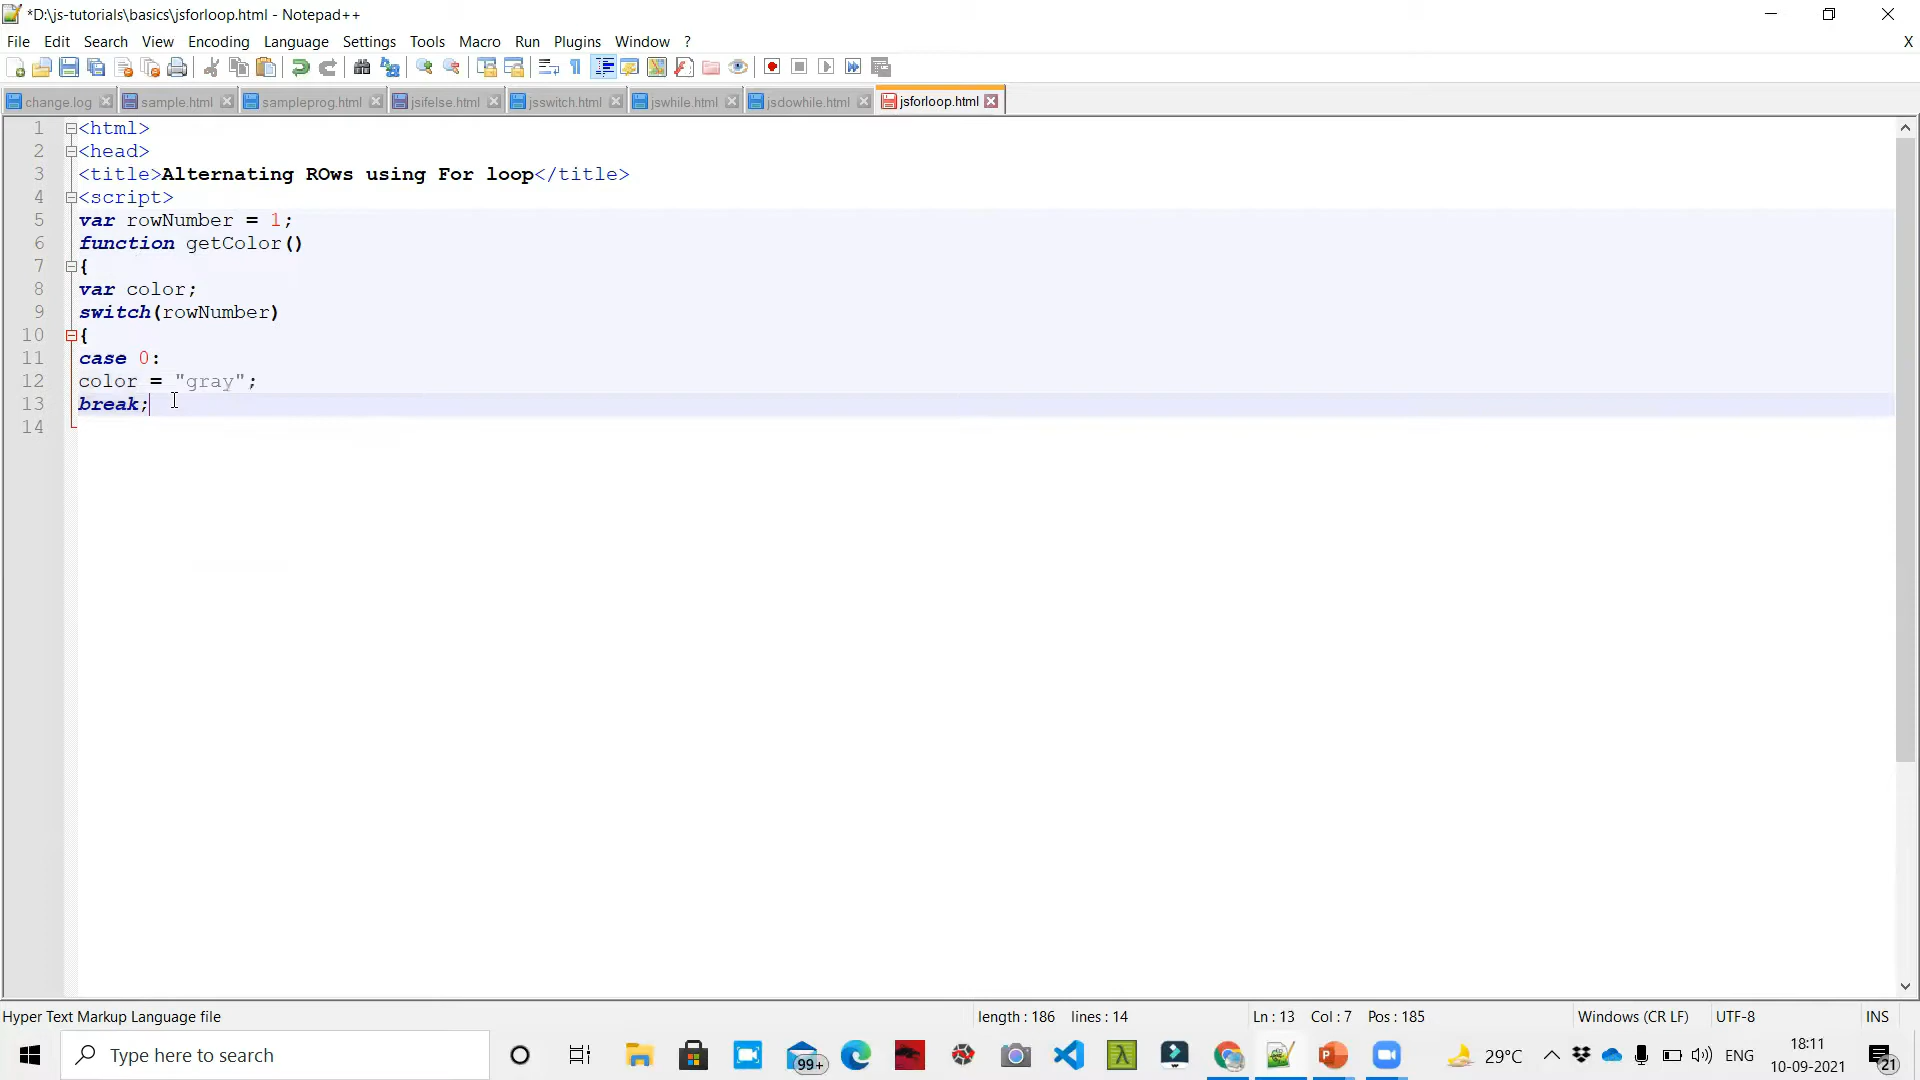 *D:\js-tutorials\basics\jsforloop.html - Notepad++
File Edit Search View Encoding Language Settings Tools Macro Run Plugins Window ? X
change.log sample.html sampleprog.html jsifelse.html jsswitch.html jswhile.html jsdowhile.html jsforloop.html
1 <html>
2 <head>
3 <title>Alternating ROws using For loop</title>
4 <script>
5 var rowNumber = 1;
6 function getColor()
7 {
8 var color;
9 switch(rowNumber)
10 {
11 case 0:
12 color = "gray";
13 break;
14
Hyper Text Markup Language file length : 186 lines : 14 Ln : 13 Col : 7 Pos : 185 Windows (CR LF) UTF-8 INS
Type here to search 99+ 29°C ENG 18:11
10-09-2021 21